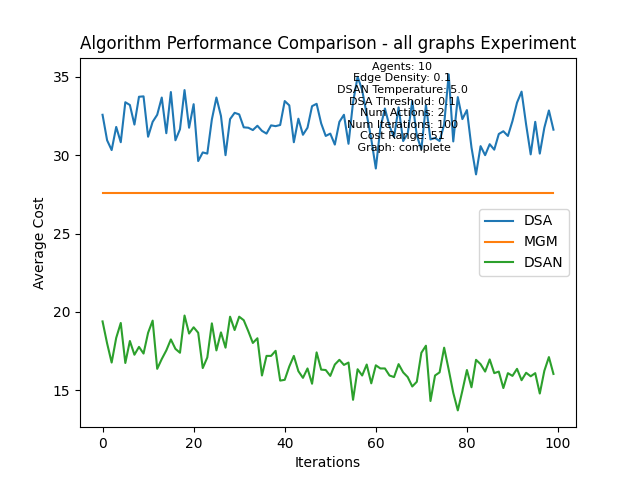 Algorithm Performance Comparison - all graphs Experiment
Agents: 10
Edge Density: 0.1
DSAN Temperature: 5.0
DSA Threshold: 0.1
Num Actions: 2
Num Iterations: 100
Cost Range: 51
Graph: complete
35
30
25
20
15
Average Cost
DSA
MGM
DSAN
0
20
40
60
80
100
Iterations